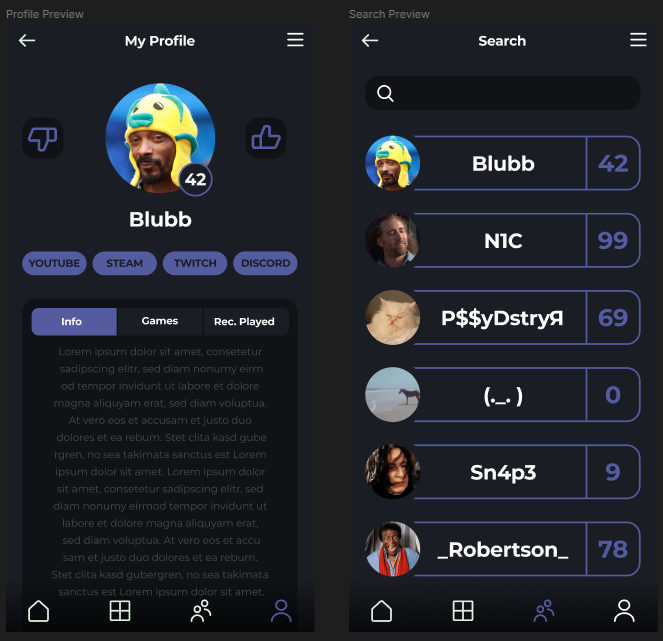 Profile Preview
My Profile
42
Blubb
YOUTUBE STEAM TWITCH DISCORD
Info Games Rec. Played
Lorem ipsum dolor sit amet, consetetur
sadipscing elitr, sed diam nonumy eirm
od tempor invidunt ut labore et dolore
magna aliquyam erat, sed diam voluptua.
At vero eos et accusam et justo duo
dolores et ea rebum. Stet clita kasd gube
rgren, no sea takimata sanctus est Lorem
ipsum dolor sit amet. Lorem ipsum dolor
sit amet, consetetur sadipscing elitr, sed
diam nonumy eirmod tempor invidunt ut
labore et dolore magna aliquyam erat,
sed diam voluptua. At vero eos et accu
sam et justo duo dolores et ea rebum.
Stet clita kasd gubergren, no sea takimata
sanctus est Lorem ipsum dolor sit amet.
Search Preview
Search
Blubb 42
N1C 99
P$$yDstryЯ 69
(._. ) 0
Sn4p3 9
_Robertson_ 78